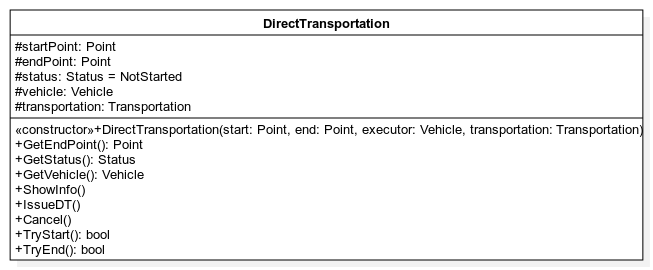 DirectTransportation
#startPoint: Point
#endPoint: Point
#status: Status = NotStarted
#vehicle: Vehicle
#transportation: Transportation
«constructor»+DirectTransportation(start: Point, end: Point, executor: Vehicle, transportation: Transportation)
+GetEndPoint(): Point
+GetStatus(): Status
+GetVehicle(): Vehicle
+ShowInfo()
+IssueDT()
+Cancel()
+TryStart(): bool
+TryEnd(): bool